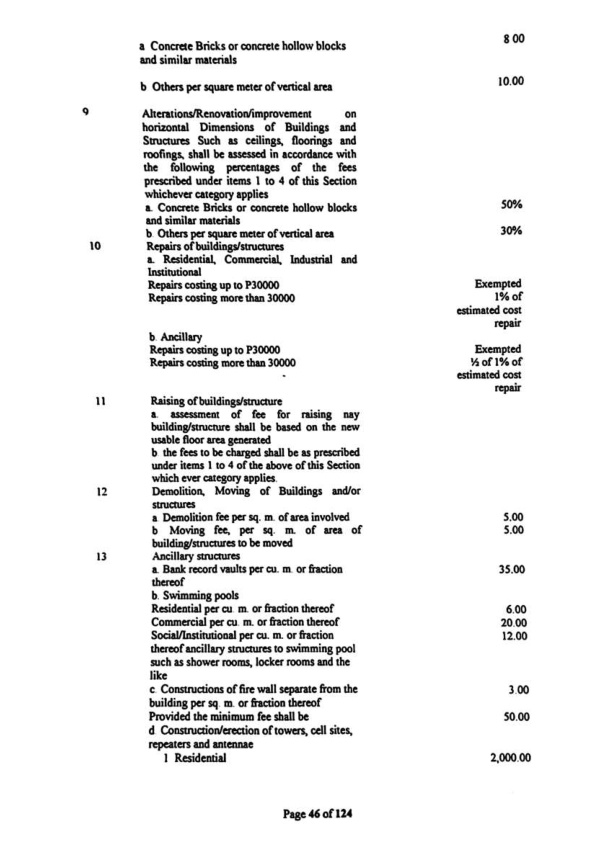 a Concrete Bricks or concrete hollow blocks 8 00
and similar materials
b Others per square meter of vertical area 10.00
9 Alterations/Renovation/improvement on
horizontal Dimensions of Buildings and
Structures Such as ceilings, floorings and
roofings, shall be assessed in accordance with
the following percentages of the fees
prescribed under items 1 to 4 of this Section
whichever category applies
a. Concrete Bricks or concrete hollow blocks 50%
and similar materials
b Others per square meter of vertical area 30%
10 Repairs of buildings/structures
a. Residential, Commercial, Industrial and
Institutional
Repairs costing up to P30000 Exempted
Repairs costing more than 30000 1% of
estimated cost
repair
b. Ancillary
Repairs costing up to P30000 Exempted
Repairs costing more than 30000 ½ of 1% of
estimated cost
repair
11 Raising of buildings/structure
a. assessment of fee for raising nay
building/structure shall be based on the new
usable floor area generated
b the fees to be charged shall be as prescribed
under items 1 to 4 of the above of this Section
which ever category applies.
12 Demolition, Moving of Buildings and/or
structures
a Demolition fee per sq. m. of area involved 5.00
b Moving fee, per sq. m. of area of 5.00
building/structures to be moved
13 Ancillary structures
a. Bank record vaults per cu. m. or fraction 35.00
thereof
b. Swimming pools
Residential per cu. m. or fraction thereof 6.00
Commercial per cu. m. or fraction thereof 20.00
Social/Institutional per cu. m. or fraction 12.00
thereof ancillary structures to swimming pool
such as shower rooms, locker rooms and the
like
c. Constructions of fire wall separate from the 3.00
building per sq. m. or fraction thereof
Provided the minimum fee shall be 50.00
d Construction/erection of towers, cell sites,
repeaters and antennae
1 Residential 2,000.00
Page 46 of 124